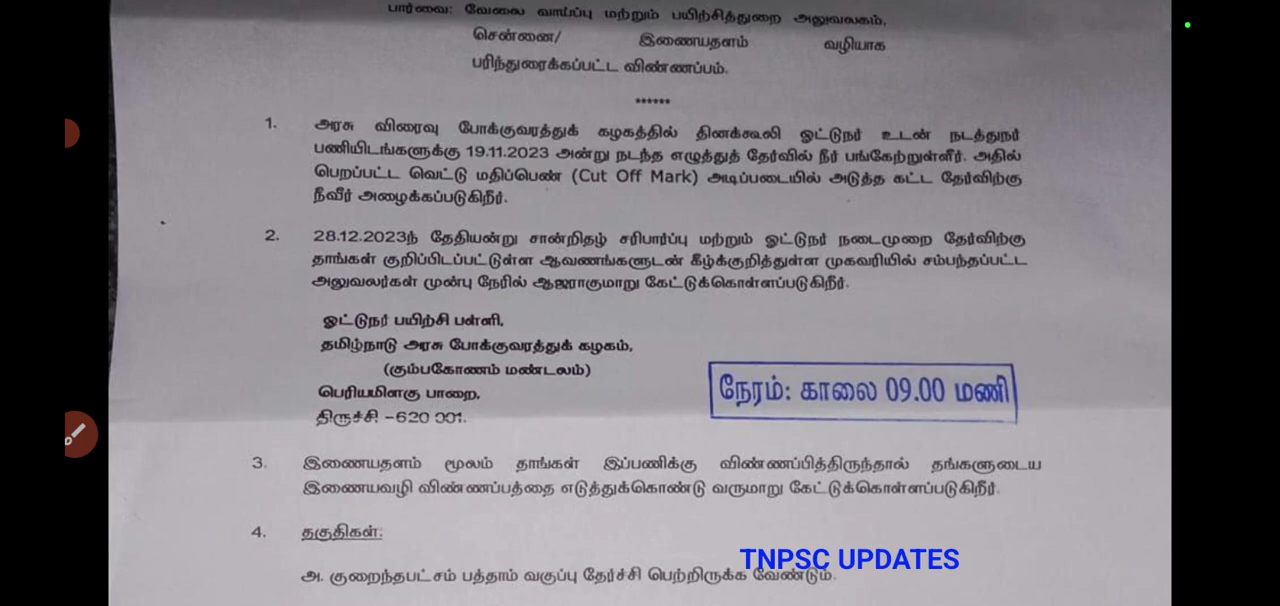 பார்வை: வேலை வாய்ப்பு மற்றும் பயிற்சித்துறை அலுவலகம்,
சென்னை/ இணையதளம் வழியாக
பரிந்துரைக்கப்பட்ட விண்ணப்பம்.
******
1. அரசு விரைவு போக்குவரத்துக் கழகத்தில் தினக்கூலி ஓட்டுநர் உடன் நடத்துநர்
பணியிடங்களுக்கு 19.11.2023 அன்று நடந்த எழுத்துத் தேர்வில் நீர் பங்கேற்றுள்ளீர். அதில்
பெறப்பட்ட வெட்டு மதிப்பெண் (Cut Off Mark) அடிப்படையில் அடுத்த கட்ட தேர்விற்கு
நீவீர் அழைக்கப்படுகிறீர்.
2. 28.12.2023ந் தேதியன்று சான்றிதழ் சரிபார்ப்பு மற்றும் ஓட்டுநர் நடைமுறை தேர்விற்கு
தாங்கள் குறிப்பிடப்பட்டுள்ள ஆவணங்களுடன் கீழ்க்குறித்துள்ள முகவரியில் சம்பந்தப்பட்ட
அலுவலர்கள் முன்பு நேரில் ஆஜராகுமாறு கேட்டுக்கொள்ளப்படுகிறீர்.
ஓட்டுநர் பயிற்சி பள்ளி,
தமிழ்நாடு அரசு போக்குவரத்துக் கழகம்,
(கும்பகோணம் மண்டலம்)
நேரம்: காலை 09.00 மணி
பெரியமிளகு பாறை,
திருச்சி -620 001.
3. இணையதளம் மூலம் தாங்கள் இப்பணிக்கு விண்ணப்பித்திருந்தால் தங்களுடைய
இணையவழி விண்ணப்பத்தை எடுத்துக்கொண்டு வருமாறு கேட்டுக்கொள்ளப்படுகிறீர்.
4. தகுதிகள்:
TNPSC UPDATES
அ. குறைந்தபட்சம் பத்தாம் வகுப்பு தேர்ச்சி பெற்றிருக்க வேண்டும்.